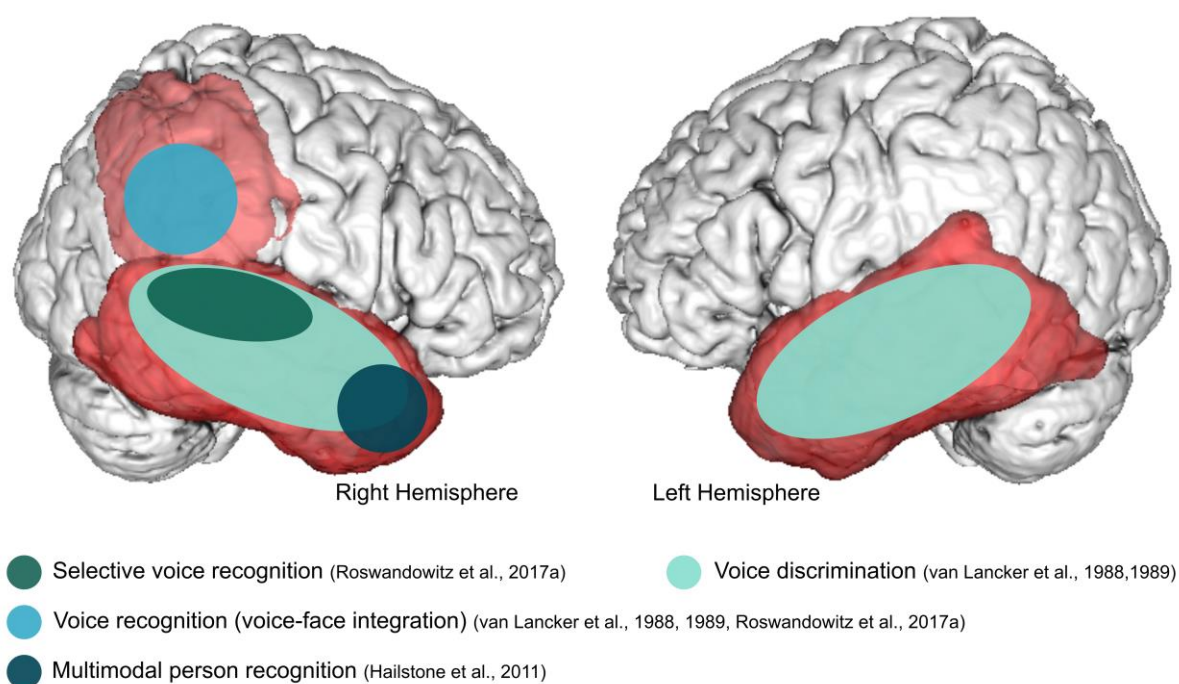 Right Hemisphere
Left Hemisphere
Selective voice recognition (Roswandowitz et al., 2017a)
Voice discrimination (van Lancker et al., 1988,1989)
Voice recognition (voice-face integration) (van Lancker et al., 1988, 1989, Roswandowitz et al., 2017a)
Multimodal person recognition (Hailstone et al., 2011)